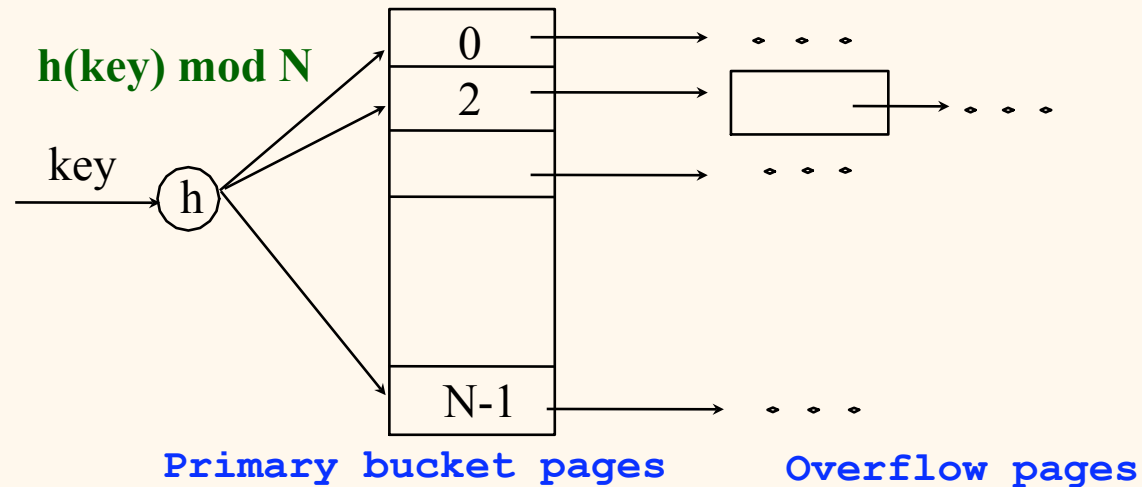 h(key) mod N
key
h
0
2
N-1
Primary bucket pages
Overflow pages